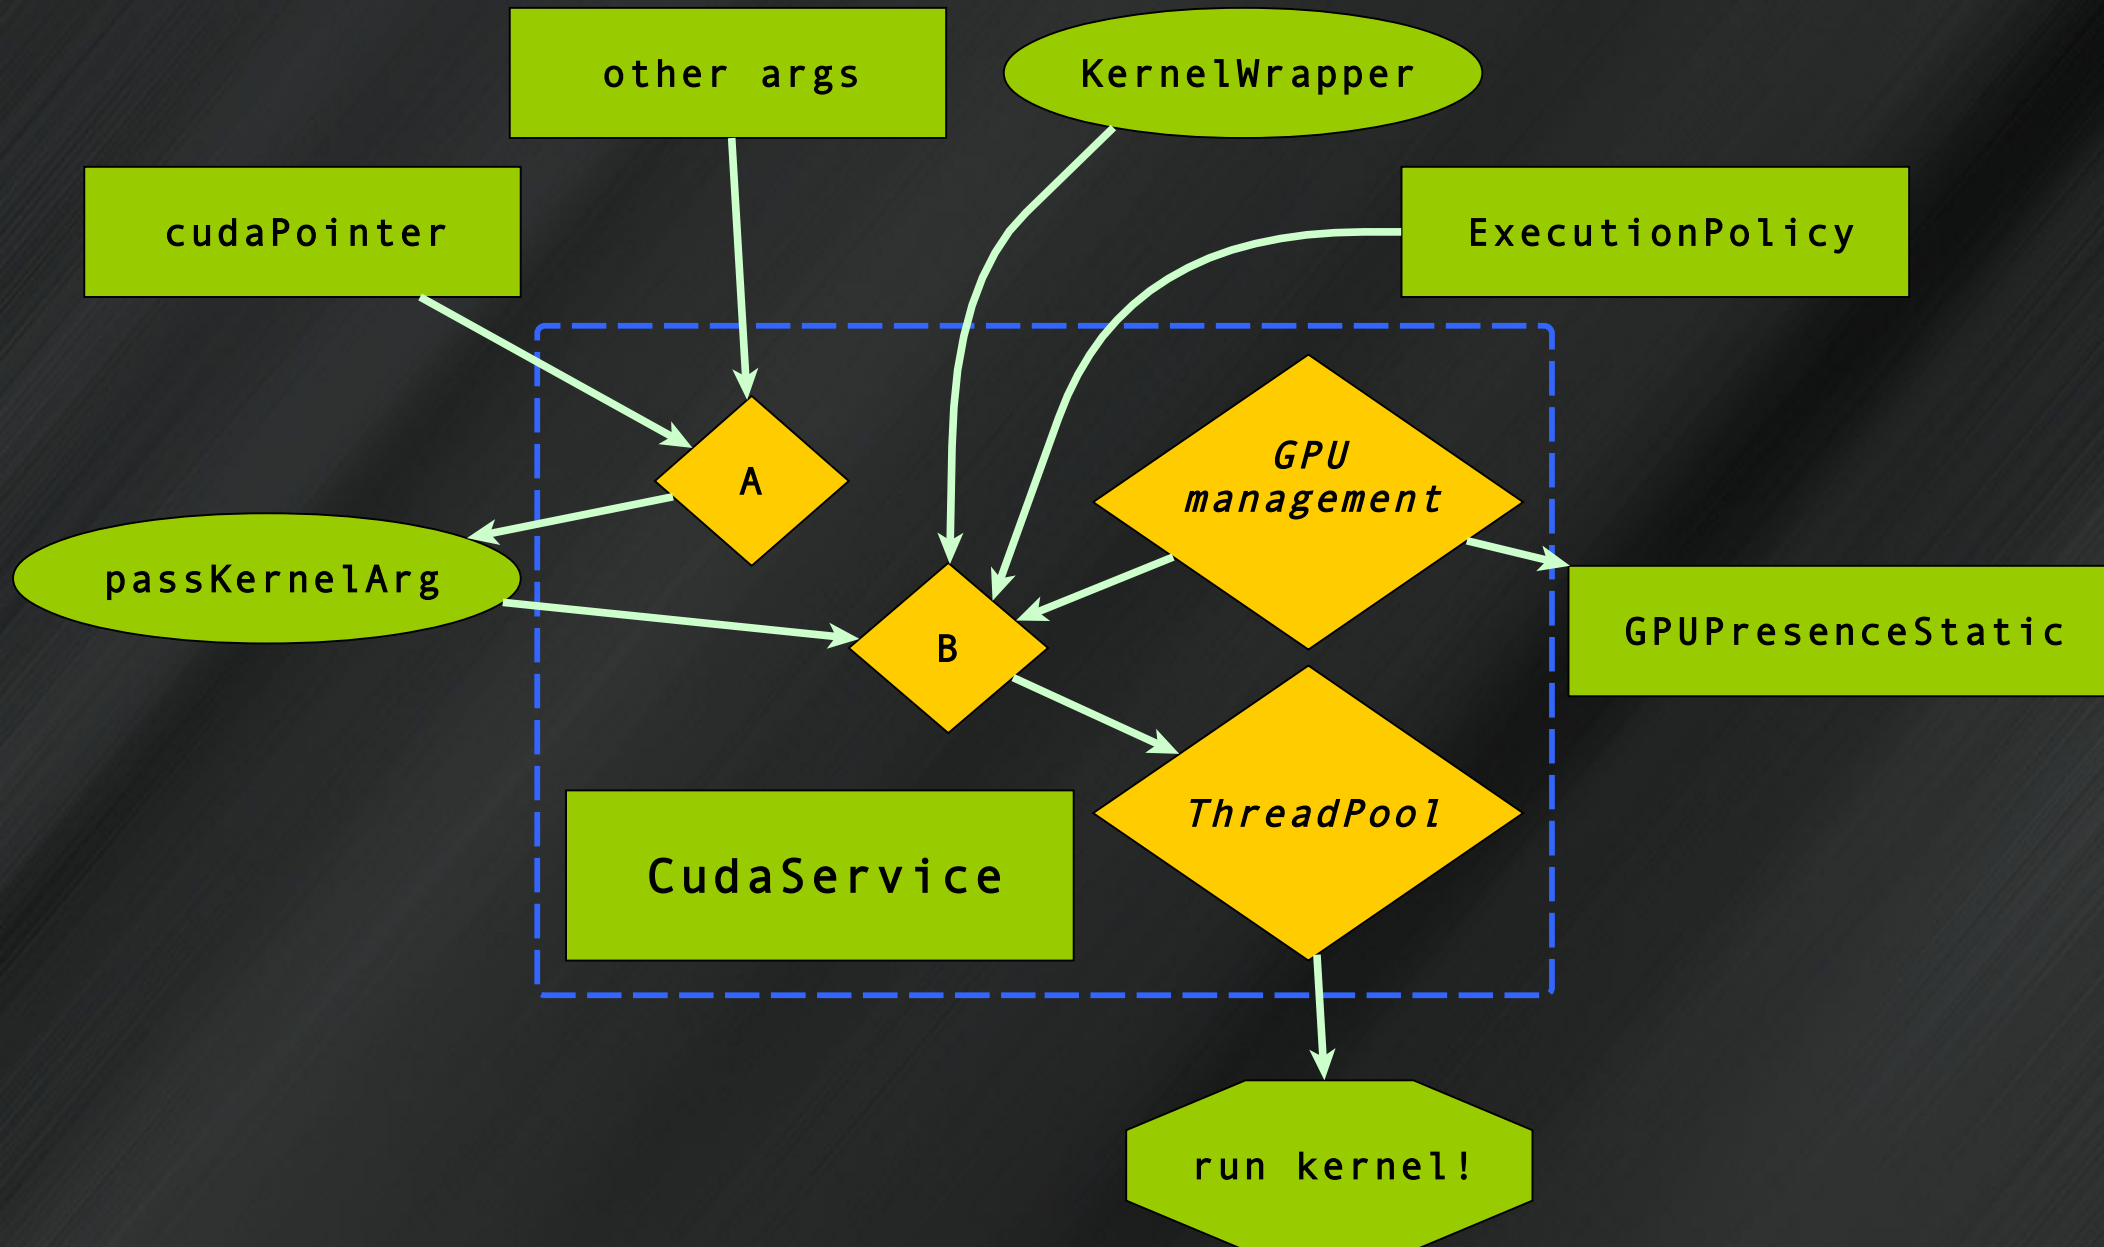 other args
KernelWrapper
cudaPointer
ExecutionPolicy
GPU
management
A
passKernelArg
GPUPresenceStatic
B
ThreadPool
CudaService
run kernel!